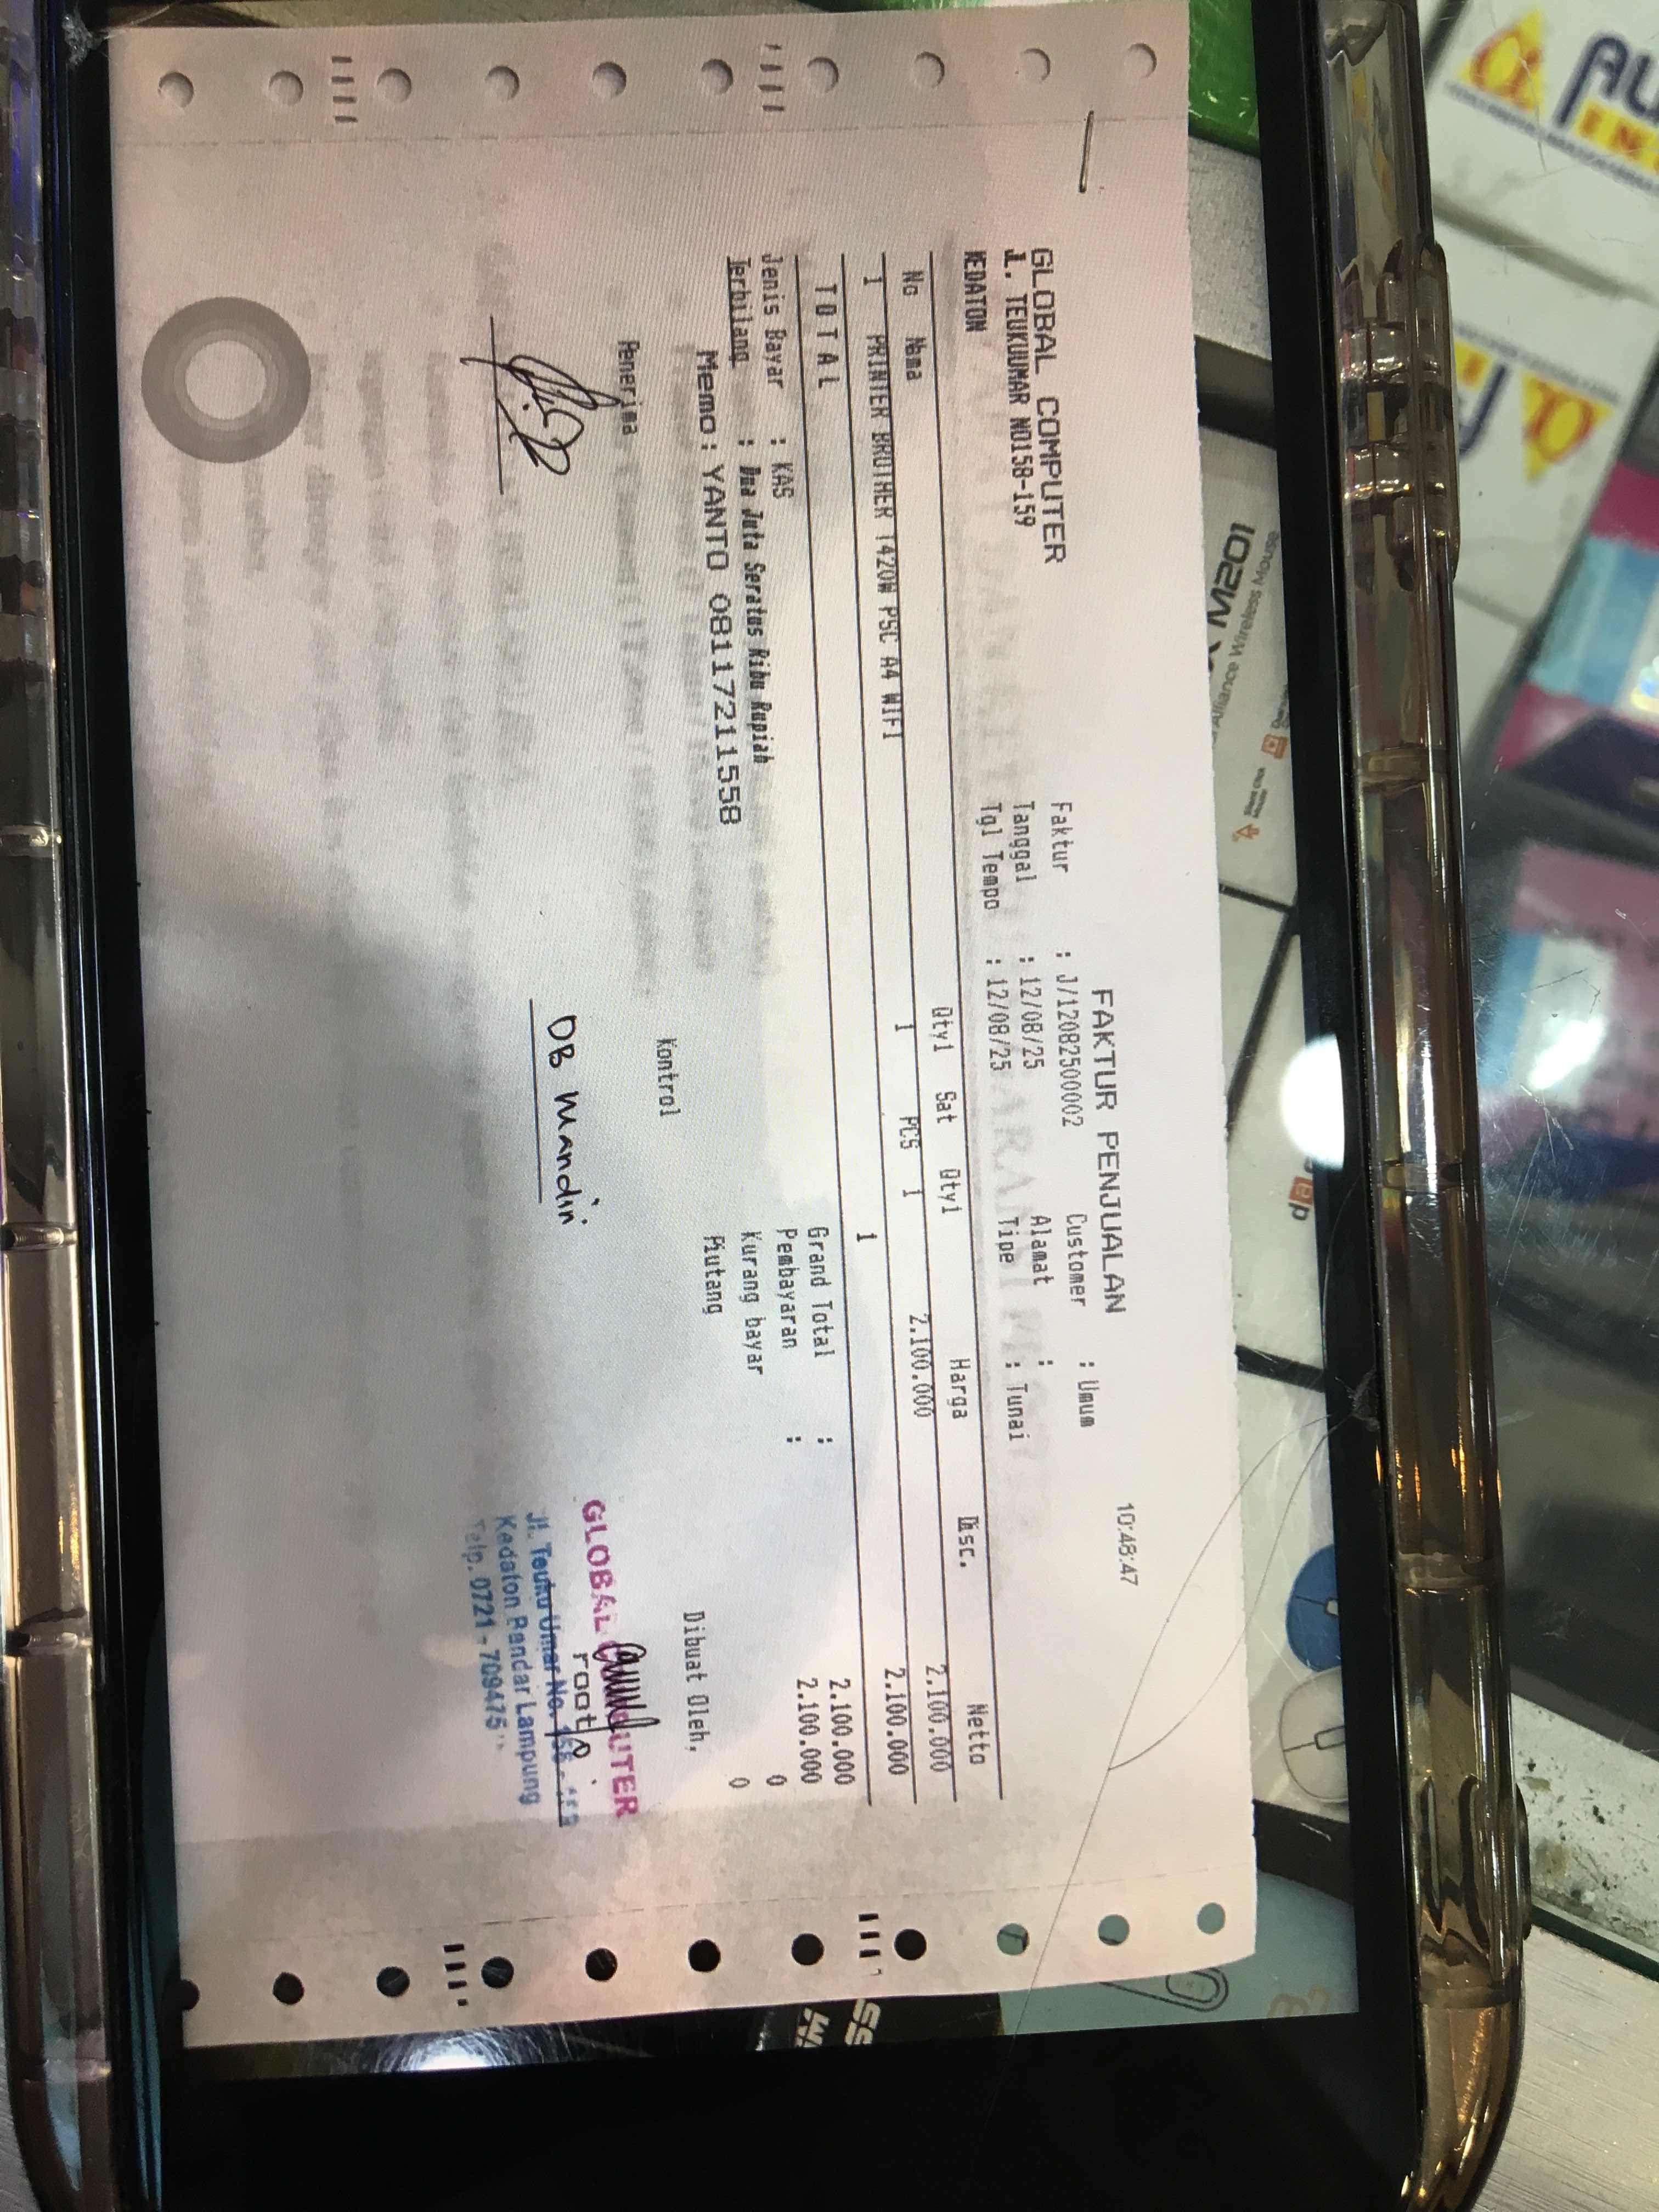 FAKTUR PENJUALAN 10:48:47
GLOBAL COMPUTER Faktur : J/12082500002 Customer : Umum
Jl. TEUKUUMAR NO158-159 Tanggal : 12/08/25 Alamat :
KEDATON Tgl Tempo : 12/08/25 Tipe : Tunai
No Nama Qty1 Sat Qty1 Harga Disc. Netto
1 PRINTER BROTHER T420W PSC A4 WIFI 1 PCS 1 2.100.000 2.100.000
T O T A L 1 2.100.000
Jenis Bayar : KAS Grand Total : 2.100.000
Terbilang : Dua Juta Seratus Ribu Rupiah Pembayaran : 2.100.000
Memo : YANTO 08117211558 Kurang bayar 0
Piutang 0
Penerima Kontrol Dibuat Oleh,
DB Mandiri
GLOBAL COMPUTER
root
Jl. Teuku Umar No. 158 - 159
Kedaton Bandar Lampung
Telp. 0721 - 709475
M201
Alliance Wireless Mouse